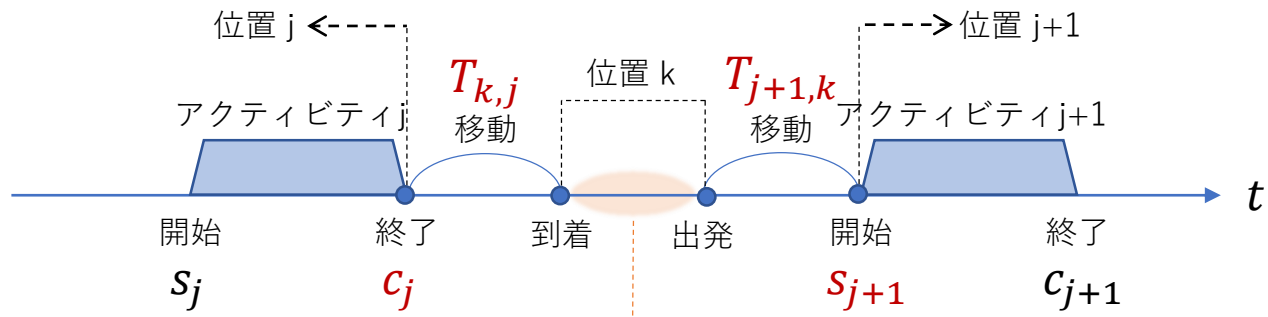 位置 j
位置 j+1
T_{k,j}
位置 k
T_{j+1,k}
アクティビティj
移動
移動
アクティビティj+1
t
開始
終了
到着
出発
開始
終了
s_j
c_j
s_{j+1}
c_{j+1}